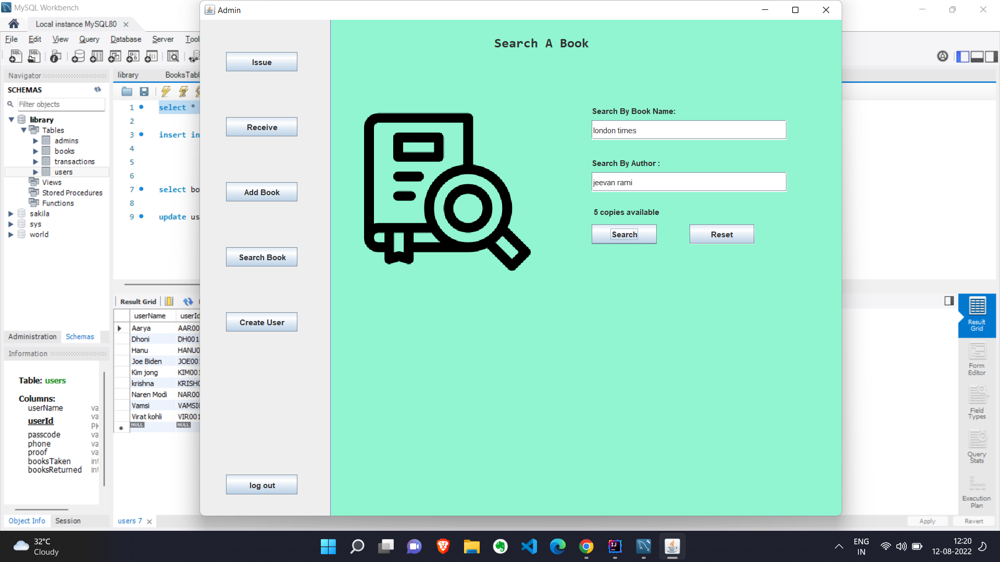 MySQL Workbench
Local instance MySQL80
File Edit View Query Database Server Tool
Navigator
SCHEMAS
Filter objects
library
Tables
admins
books
transactions
users
Views
Stored Procedures
Functions
sakila
sys
world
Administration Schemas
Information
Table: users
Columns:
userName va
userId va
PK
passcode va
phone va
proof va
booksTaken int
booksReturned int
Object Info Session
library BooksTabl
1 select *
2
3 insert in
4
5
6
7 select bo
8
9 update us
Result Grid
userName userId
Aarya AAR00
Dhoni DH001
Hanu HANU0
Joe Biden JOE001
Kim jong KIM001
krishna KRISH0
Naren Modi NAR00
Vamsi VAMSI0
Virat kohli VIR001
NULL NULL
users 7
Admin
Issue
Receive
Add Book
Search Book
Create User
log out
Search A Book
Search By Book Name:
london times
Search By Author :
jeevan rami
5 copies available
Search Reset
Result
Grid
Form
Editor
Field
Types
Query
Stats
Execution
Plan
Apply Revert
32°C
Cloudy
ENG
IN
12:20
12-08-2022